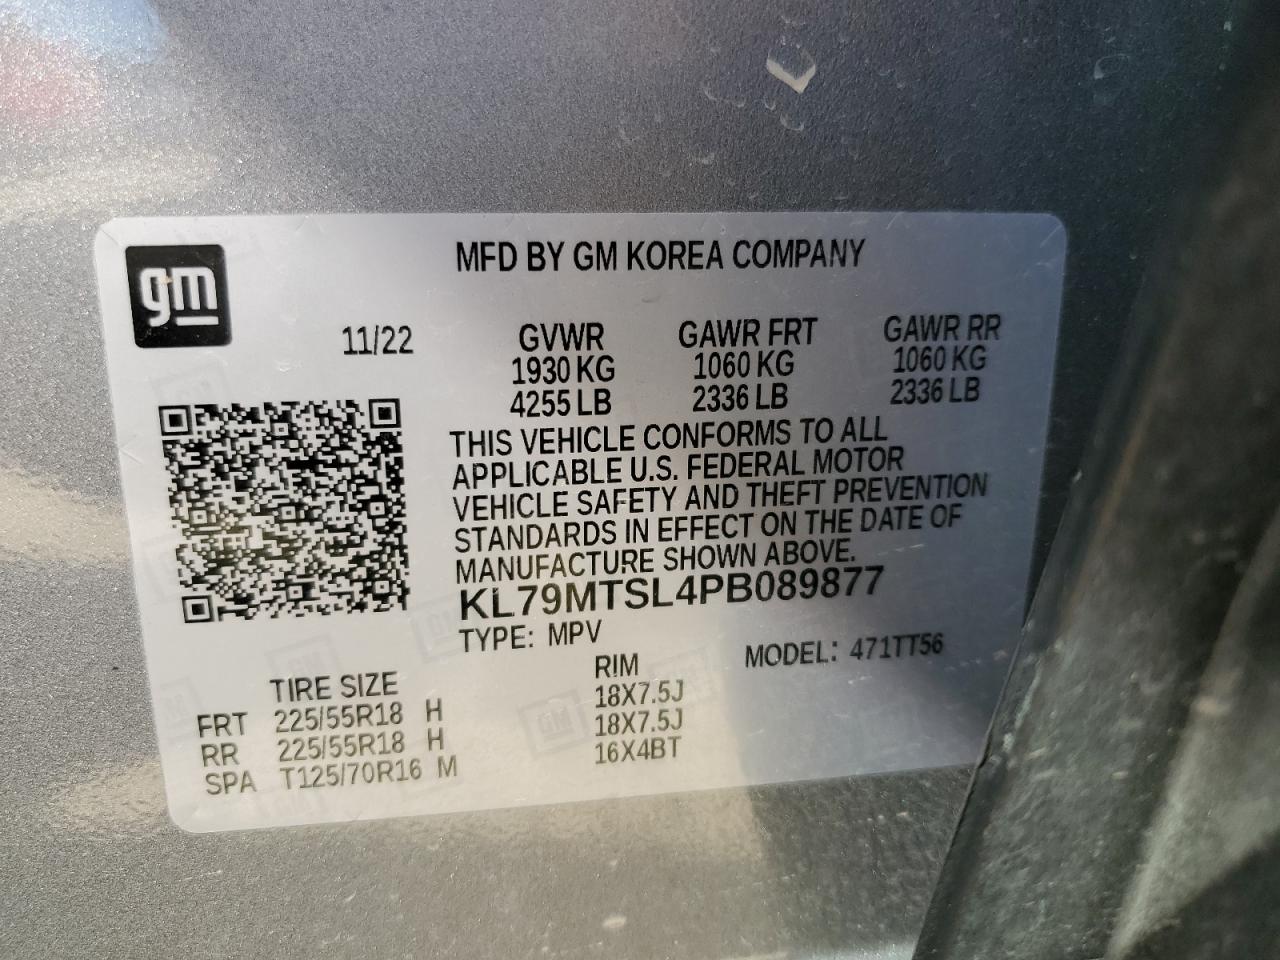 gm
MFD BY GM KOREA COMPANY
11/22 GVWR GAWR FRT GAWR RR
1930 KG 1060 KG 1060 KG
4255 LB 2336 LB 2336 LB
THIS VEHICLE CONFORMS TO ALL
APPLICABLE U.S. FEDERAL MOTOR
VEHICLE SAFETY AND THEFT PREVENTION
STANDARDS IN EFFECT ON THE DATE OF
MANUFACTURE SHOWN ABOVE.
KL79MTSL4PB089877
TYPE: MPV MODEL: 471TT56
TIRE SIZE RIM
FRT 225/55R18 H 18X7.5J
RR 225/55R18 H 18X7.5J
SPA T125/70R16 M 16X4BT